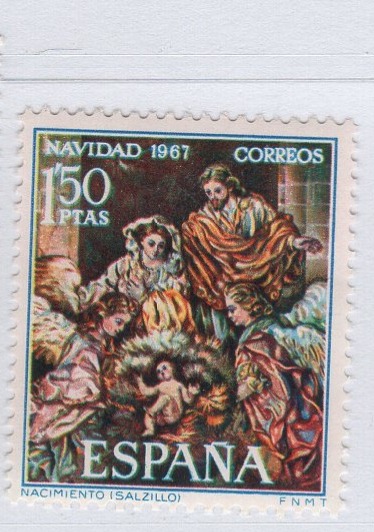 NAVIDAD 1967 CORREOS
1'50
PTAS
ESPAÑA
NACIMIENTO (SALZILLO) F N M T